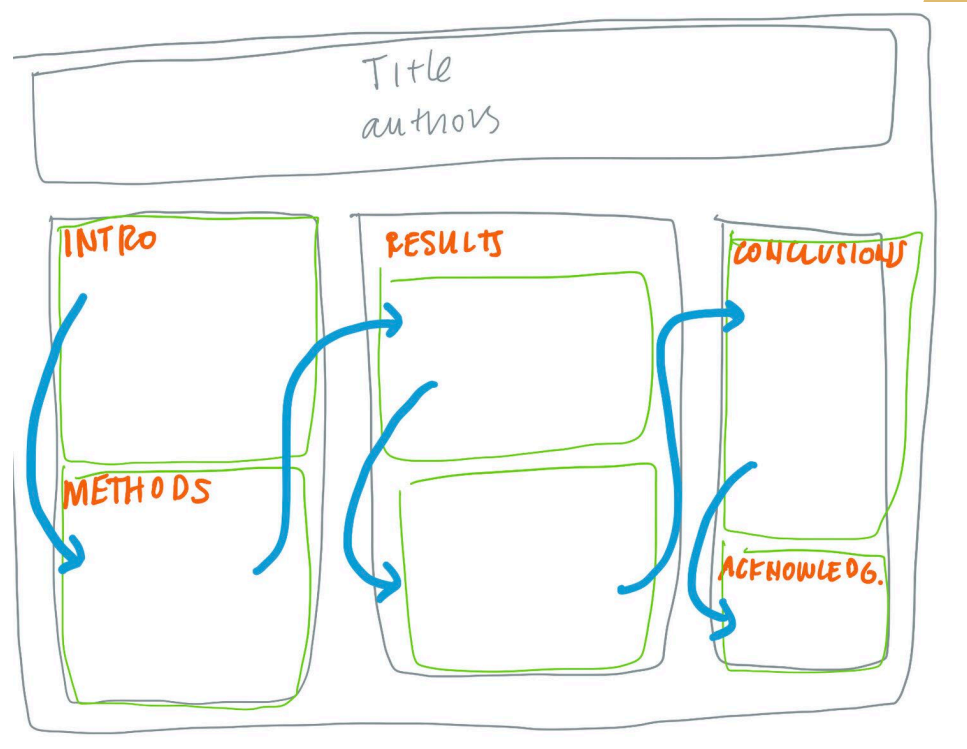 Title
authors
INTRO
METHODS
RESULTS
CONCLUSIONS
ACKNOWLEDG.